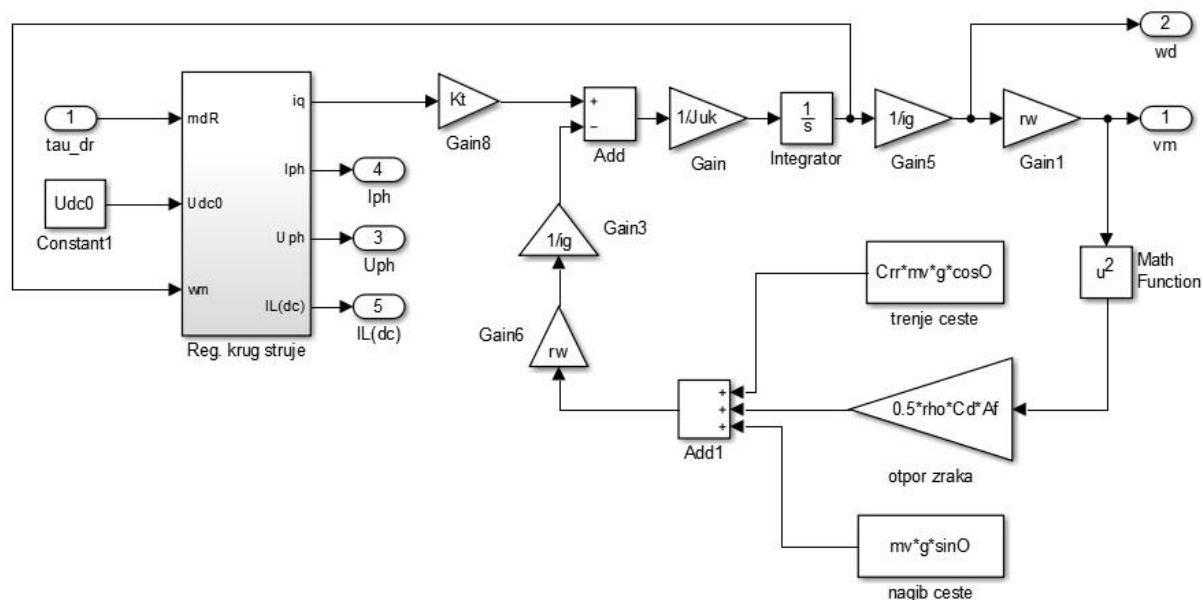 2
wd
1
tau_dr
mdR
iq
Kt
Gain8
+
−
Add
1/Juk
Gain
1
s
Integrator
1/ig
Gain5
rw
Gain1
1
vm
Udc0
Constant1
Udc0
Iph
4
Iph
Uph
3
Uph
wm
IL(dc)
5
IL(dc)
Reg. krug struje
1/ig
Gain3
Crr*mv*g*cosO
trenje ceste
u2
Math
Function
Gain6
rw
+
+
+
Add1
0.5*rho*Cd*Af
otpor zraka
mv*g*sinO
nagib ceste